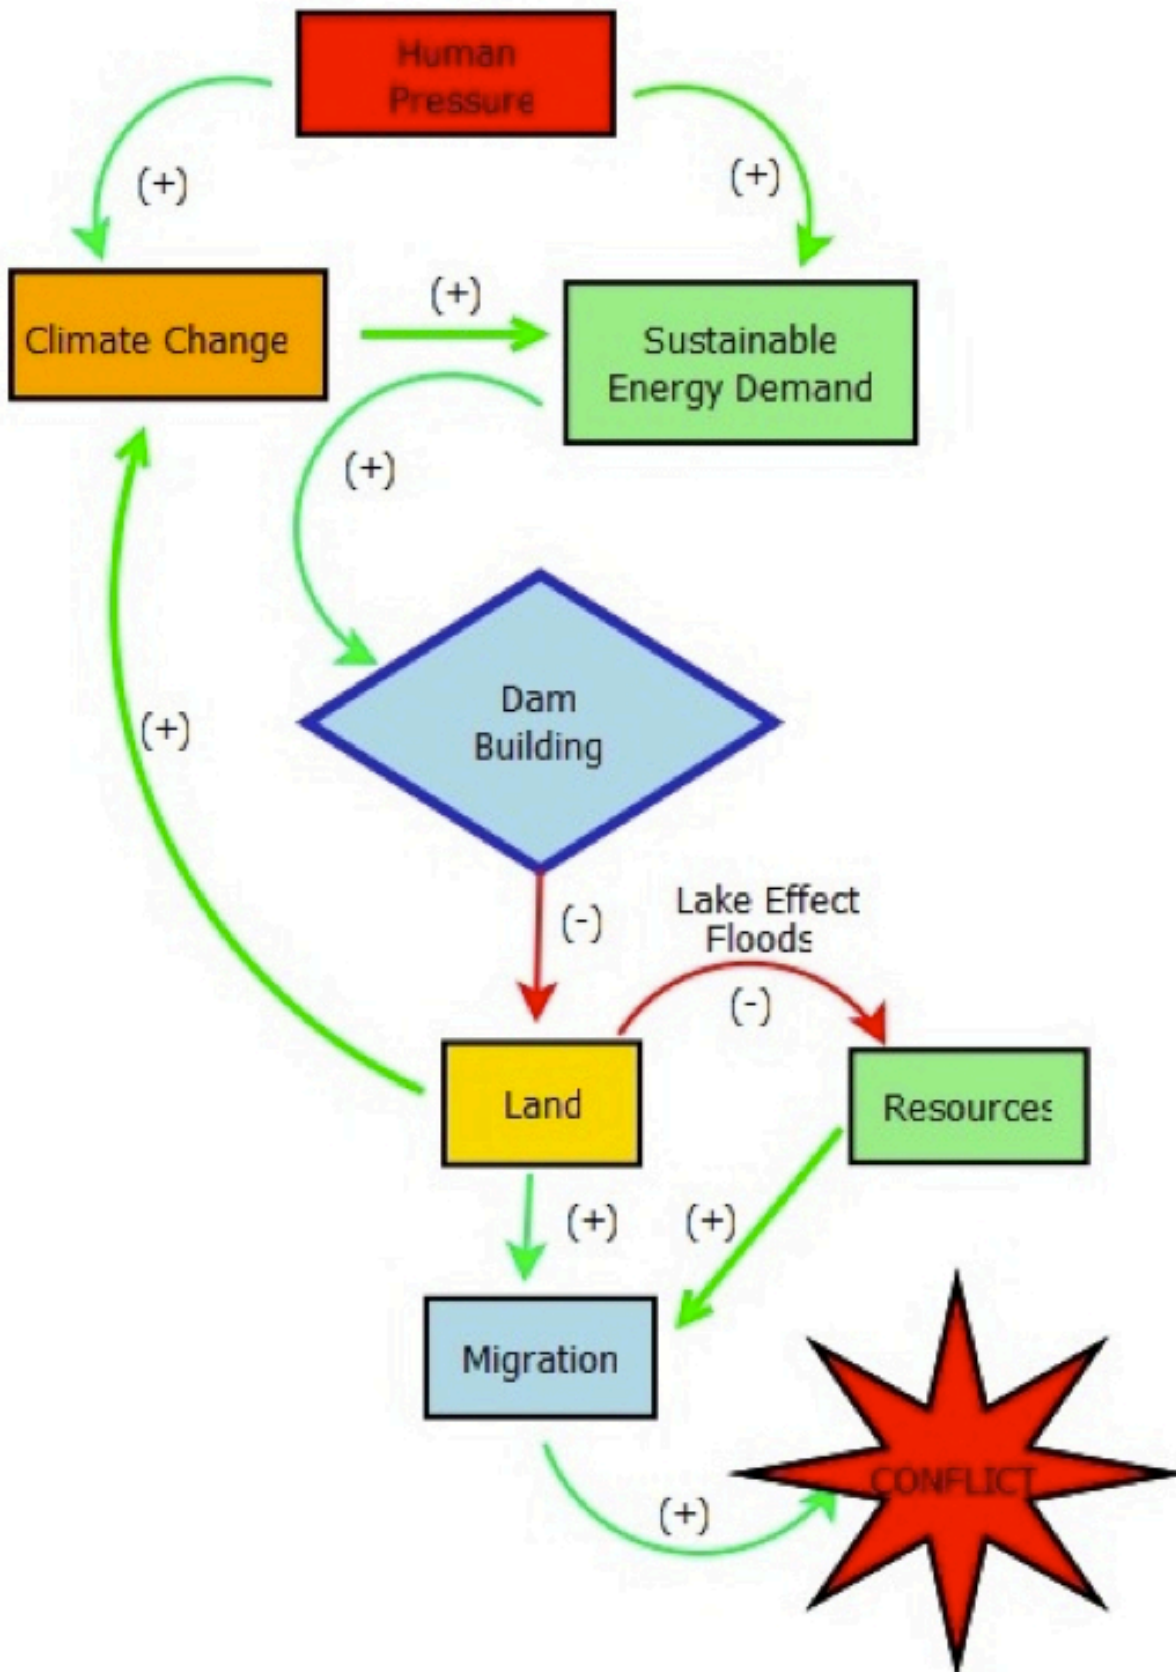 Human
Pressure
(+)
(+)
Climate Change
(+)
Sustainable
Energy Demand
(+)
Dam
Building
(+)
(-)
Lake Effect
Floods
(-)
Land
Resources
(+)
(+)
Migration
CONFLICT
(+)